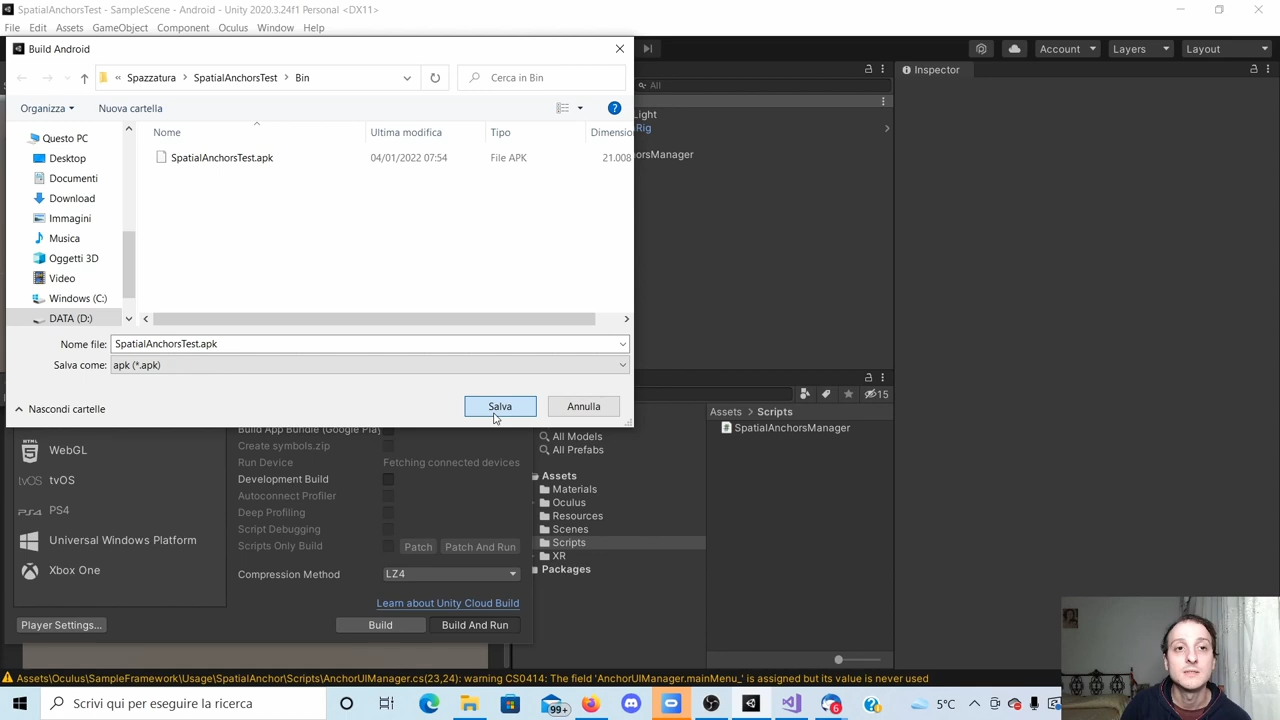 SpatialAnchorsTest - SampleScene - Android - Unity 2020.3.24f1 Personal <DX11>
File Edit Assets GameObject Component Oculus Window Help
Build Android
Account Layers Layout
« Spazzatura > SpatialAnchorsTest > Bin
Cerca in Bin
Inspector
All
Organizza
Nuova cartella
Light
Rig
orsManager
Questo PC
Desktop
Documenti
Download
Immagini
Musica
Oggetti 3D
Video
Windows (C:)
DATA (D:)
Nome Ultima modifica Tipo Dimensio
SpatialAnchorsTest.apk 04/01/2022 07:54 File APK 21.008
Nome file: SpatialAnchorsTest.apk
Salva come: apk (*.apk)
Nascondi cartelle
Salva
Annulla
15
Assets > Scripts
SpatialAnchorsManager
All Models
All Prefabs
Assets
Materials
Oculus
Resources
Scenes
Scripts
XR
Packages
WebGL
tvOS
PS4
Universal Windows Platform
Xbox One
Build App Bundle (Google Play
Create symbols.zip
Run Device Fetching connected devices
Development Build
Autoconnect Profiler
Deep Profiling
Script Debugging
Scripts Only Build Patch Patch And Run
Compression Method LZ4
Learn about Unity Cloud Build
Player Settings... Build Build And Run
Assets\Oculus\SampleFramework\Usage\SpatialAnchor\Scripts\AnchorUIManager.cs(23,24): warning CS0414: The field 'AnchorUIManager.mainMenu_' is assigned but its value is never used
Scrivi qui per eseguire la ricerca
99+
6
5°C